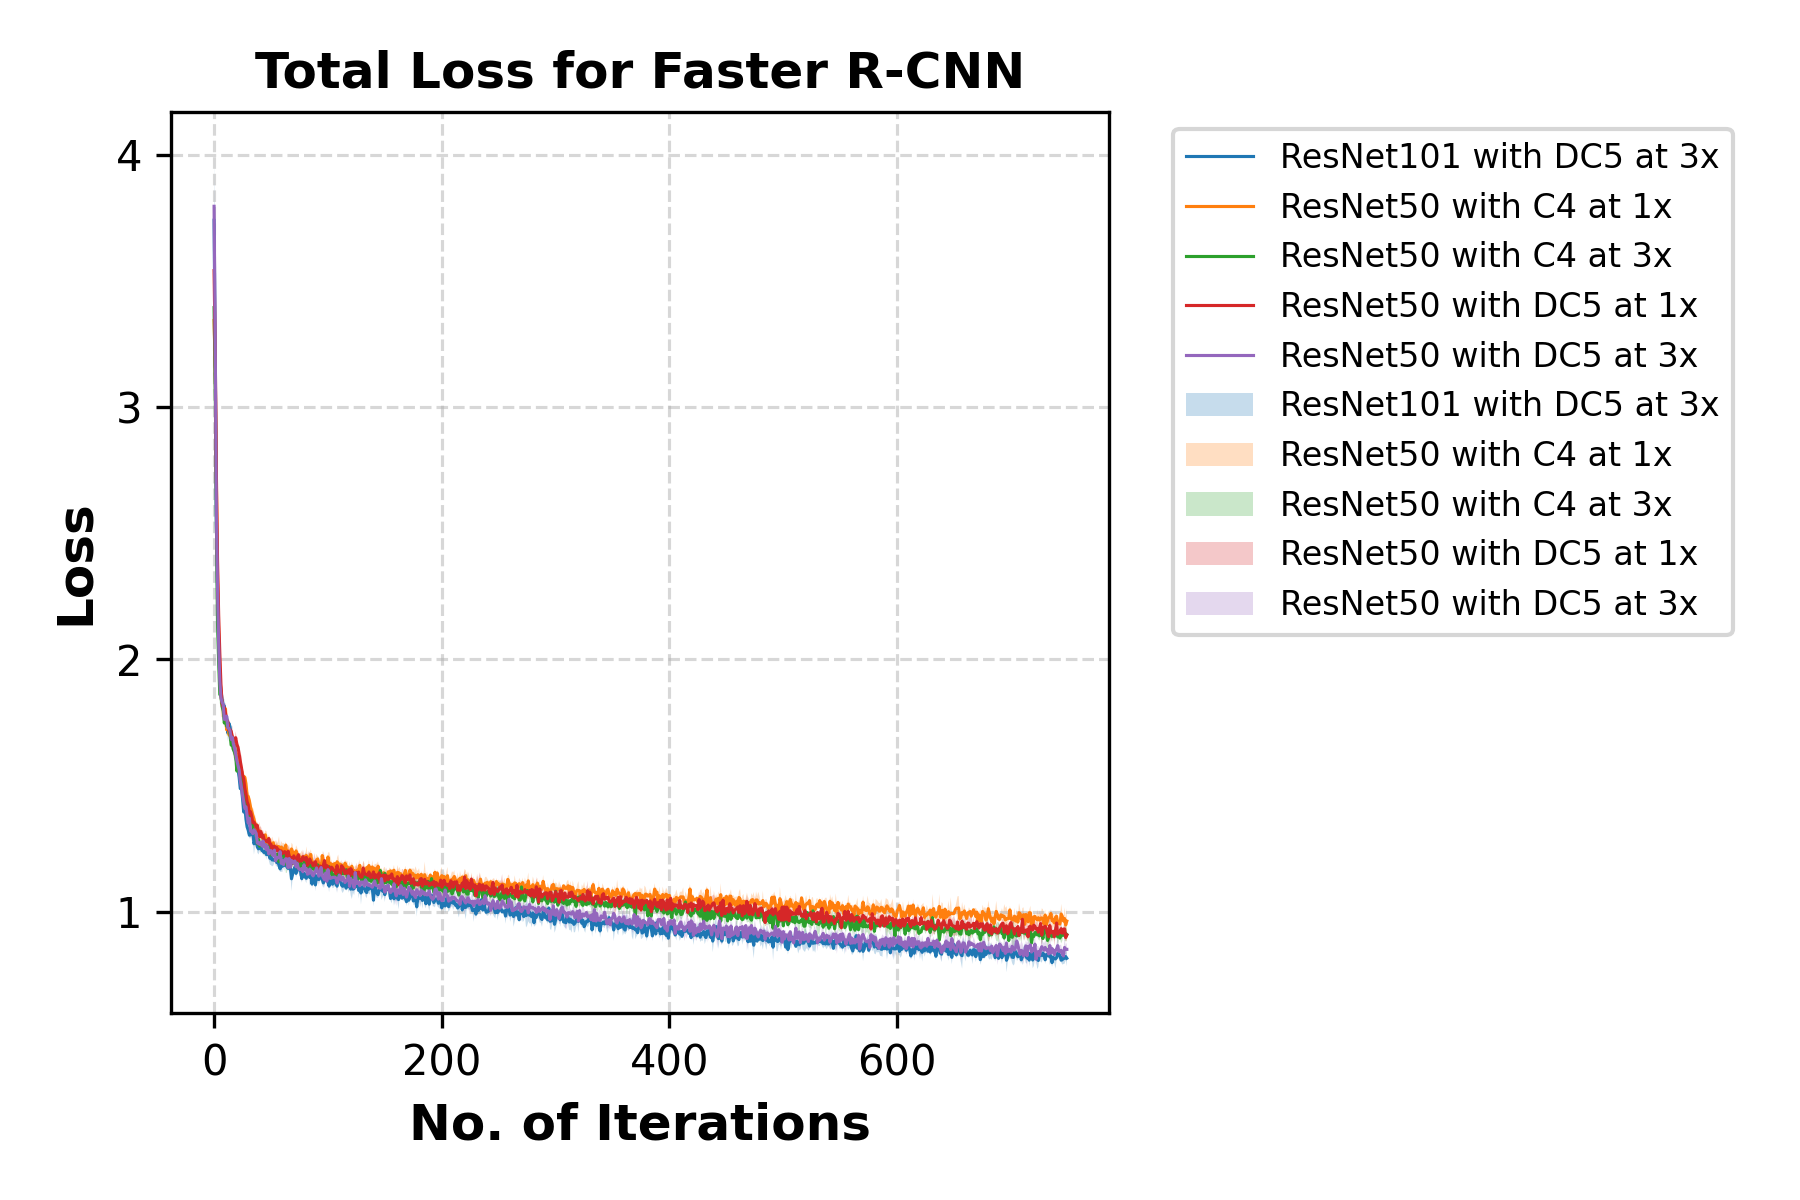 Total Loss for Faster R-CNN
4
3
2
1
Loss
0
200
400
600
No. of Iterations
ResNet101 with DC5 at 3x
ResNet50 with C4 at 1x
ResNet50 with C4 at 3x
ResNet50 with DC5 at 1x
ResNet50 with DC5 at 3x
ResNet101 with DC5 at 3x
ResNet50 with C4 at 1x
ResNet50 with C4 at 3x
ResNet50 with DC5 at 1x
ResNet50 with DC5 at 3x